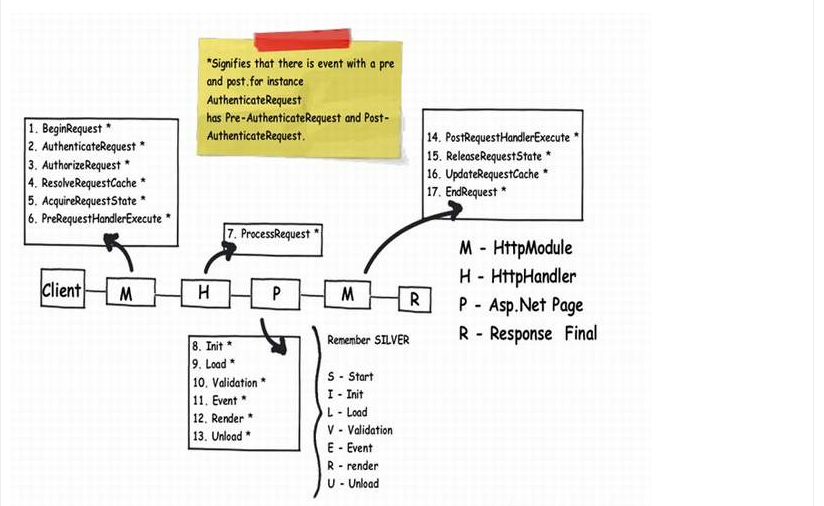 *Signifies that there is event with a pre
and post.for instance
AuthenticateRequest
has Pre-AuthenticateRequest and Post-
AuthenticateRequest.
1. BeginRequest *
2. AuthenticateRequest *
3. AuthorizeRequest *
4. ResolveRequestCache *
5. AcquireRequestState *
6. PreRequestHandlerExecute *
14. PostRequestHandlerExecute *
15. ReleaseRequestState *
16. UpdateRequestCache *
17. EndRequest *
7. ProcessRequest *
M - HttpModule
H - HttpHandler
P - Asp.Net Page
R - Response Final
Client
M
H
P
M
R
8. Init *
9. Load *
10. Validation *
11. Event *
12. Render *
13. Unload *
Remember SILVER
S - Start
I - Init
L - Load
V - Validation
E - Event
R - render
U - Unload